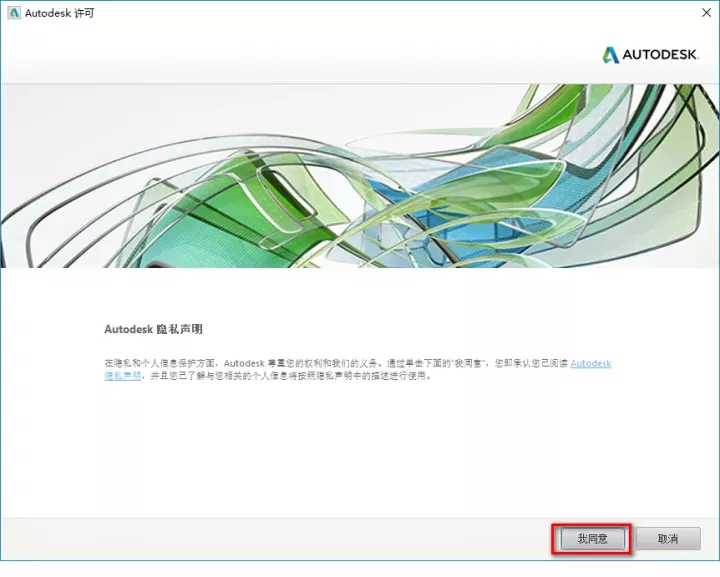 Autodesk 许可
AUTODESK.
Autodesk 隐私声明
在隐私和个人信息保护方面，Autodesk 尊重您的权利和我们的义务。通过单击下面的“我同意”，您即承认您已阅读 Autodesk
隐私声明，并且您已了解与您相关的个人信息将按照隐私声明中的描述进行使用。
我同意 取消